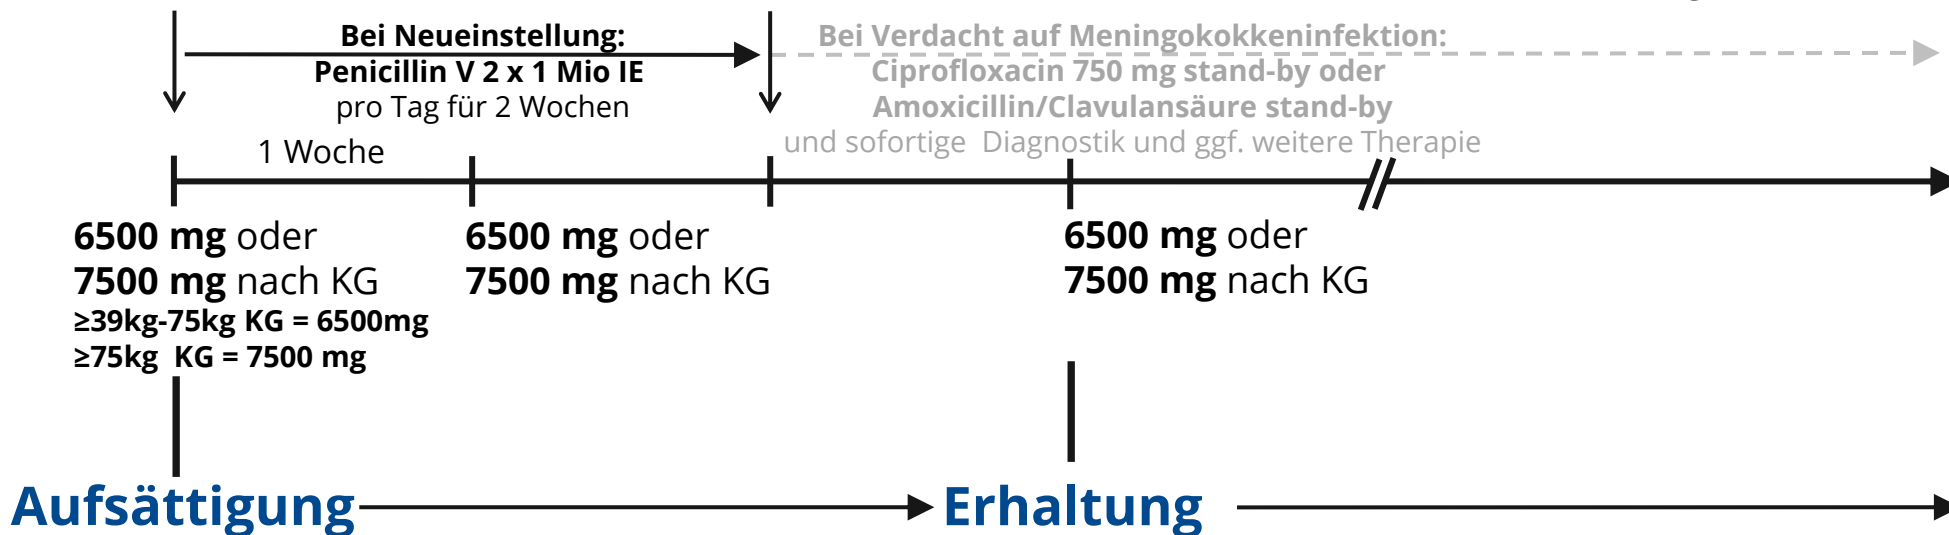 Bei Neueinstellung:
Penicillin V 2 x 1 Mio IE
pro Tag für 2 Wochen
Bei Verdacht auf Meningokokkeninfektion:
Ciprofloxacin 750 mg stand-by oder
Amoxicillin/Clavulansäure stand-by
und sofortige Diagnostik und ggf. weitere Therapie
1 Woche
6500 mg oder
7500 mg nach KG
≥39kg-75kg KG = 6500mg
≥75kg KG = 7500 mg
6500 mg oder
7500 mg nach KG
6500 mg oder
7500 mg nach KG
Aufsättigung
Erhaltung